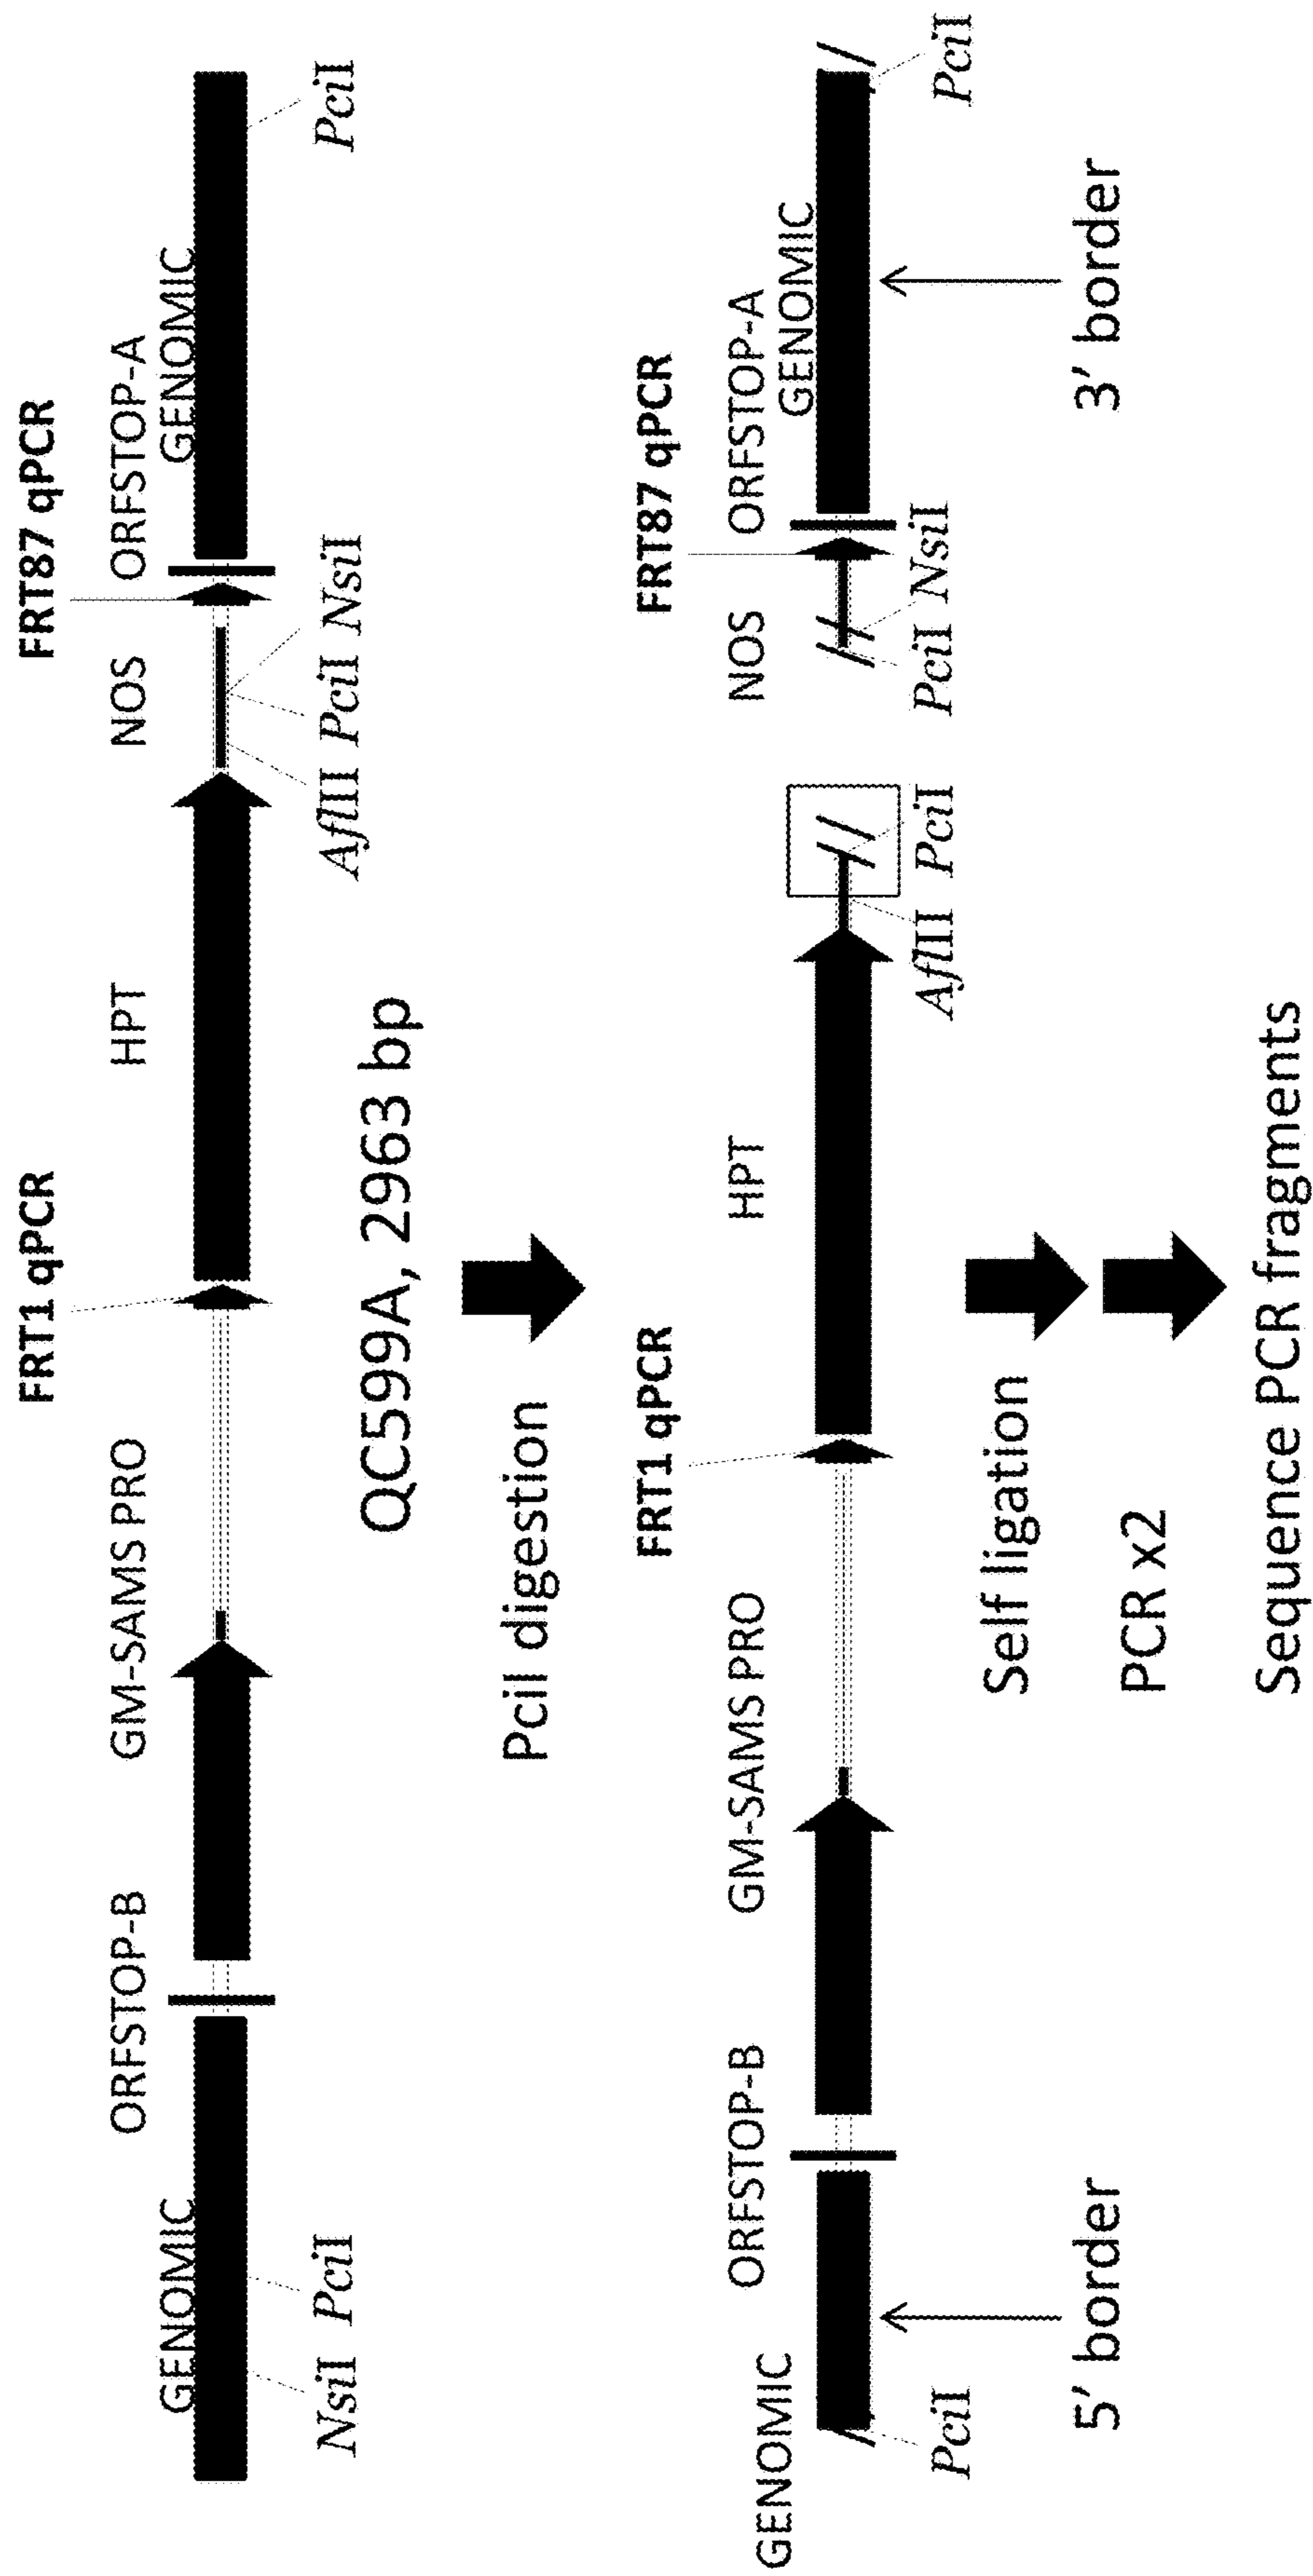 FRT1 qPCR
FRT87 qPCR
GENOMIC
ORFSTOP-B
GM-SAMS PRO
HPT
NOS
ORFSTOP-A
GENOMIC
NsiI PciI
AflII PciI NsiI
PciI
QC599A, 2963 bp
PciI digestion
FRT1 qPCR
FRT87 qPCR
GENOMIC
ORFSTOP-B
GM-SAMS PRO
HPT
NOS
ORFSTOP-A
GENOMIC
PciI
AflII PciI
PciI NsiI
PciI
5' border
3' border
Self ligation
PCR x2
Sequence PCR fragments